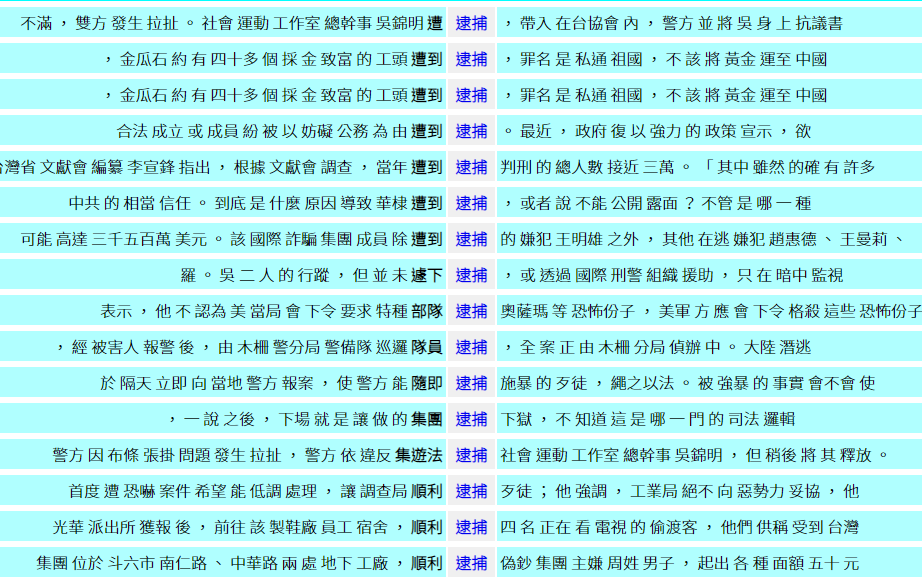 不滿 ， 雙方 發生 拉扯 。 社會 運動 工作室 總幹事 吳錦明 遭 逮捕 ， 帶入 在台協會 內 ， 警方 並 將 吳 身 上 抗議書
， 金瓜石 約 有 四十多 個 採 金 致富 的 工頭 遭到 逮捕 ， 罪名 是 私通 祖國 ， 不 該 將 黃金 運至 中國
， 金瓜石 約 有 四十多 個 採 金 致富 的 工頭 遭到 逮捕 ， 罪名 是 私通 祖國 ， 不 該 將 黃金 運至 中國
合法 成立 或 成員 紛 被 以 妨礙 公務 為 由 遭到 逮捕 。 最近 ， 政府 復 以 強力 的 政策 宣示 ， 欲
台灣省 文獻會 編纂 李宣鋒 指出 ， 根據 文獻會 調查 ， 當年 遭到 逮捕 判刑 的 總人數 接近 三萬 。 「 其中 雖然 的確 有 許多
中共 的 相當 信任 。 到底 是 什麼 原因 導致 華棣 遭到 逮捕 ， 或者 說 不能 公開 露面 ？ 不管 是 哪 一 種
可能 高達 三千五百萬 美元 。 該 國際 詐騙 集團 成員 除 遭到 逮捕 的 嫌犯 王明雄 之外 ， 其他 在逃 嫌犯 趙惠德 、 王曼莉 、
羅 。 吳 二 人 的 行蹤 ， 但 並 未 遽下 逮捕 ， 或 透過 國際 刑警 組織 援助 ， 只 在 暗中 監視
表示 ， 他 不 認為 美 當局 會 下令 要求 特種 部隊 逮捕 奧薩瑪 等 恐怖份子 ， 美軍 方 應 會 下令 格殺 這些 恐怖份子
， 經 被害人 報警 後 ， 由 木柵 警分局 警備隊 巡邏 隊員 逮捕 ， 全 案 正 由 木柵 分局 偵辦 中 。 大陸 潛逃
於 隔天 立即 向 當地 警方 報案 ， 使 警方 能 隨即 逮捕 施暴 的 歹徒 ， 繩之以法 。 被 強暴 的 事實 會不會 使
， 一 說 之後 ， 下場 就 是 讓 做 的 集團 逮捕 下獄 ， 不 知道 這 是 哪 一 門 的 司法 邏輯
警方 因 布條 張掛 問題 發生 拉扯 ， 警方 依 違反 集遊法 逮捕 社會 運動 工作室 總幹事 吳錦明 ， 但 稍後 將 其 釋放 。
首度 遭 恐嚇 案件 希望 能 低調 處理 ， 讓 調查局 順利 逮捕 歹徒 ； 他 強調 ， 工業局 絕不 向 惡勢力 妥協 ， 他
光華 派出所 獲報 後 ， 前往 該 製鞋廠 員工 宿舍 ， 順利 逮捕 四 名 正在 看 電視 的 偷渡客 ， 他們 供稱 受到 台灣
集團 位於 斗六市 南仁路 、 中華路 兩 處 地下 工廠 ， 順利 逮捕 偽鈔 集團 主嫌 周姓 男子 ， 起出 各 種 面額 五十 元